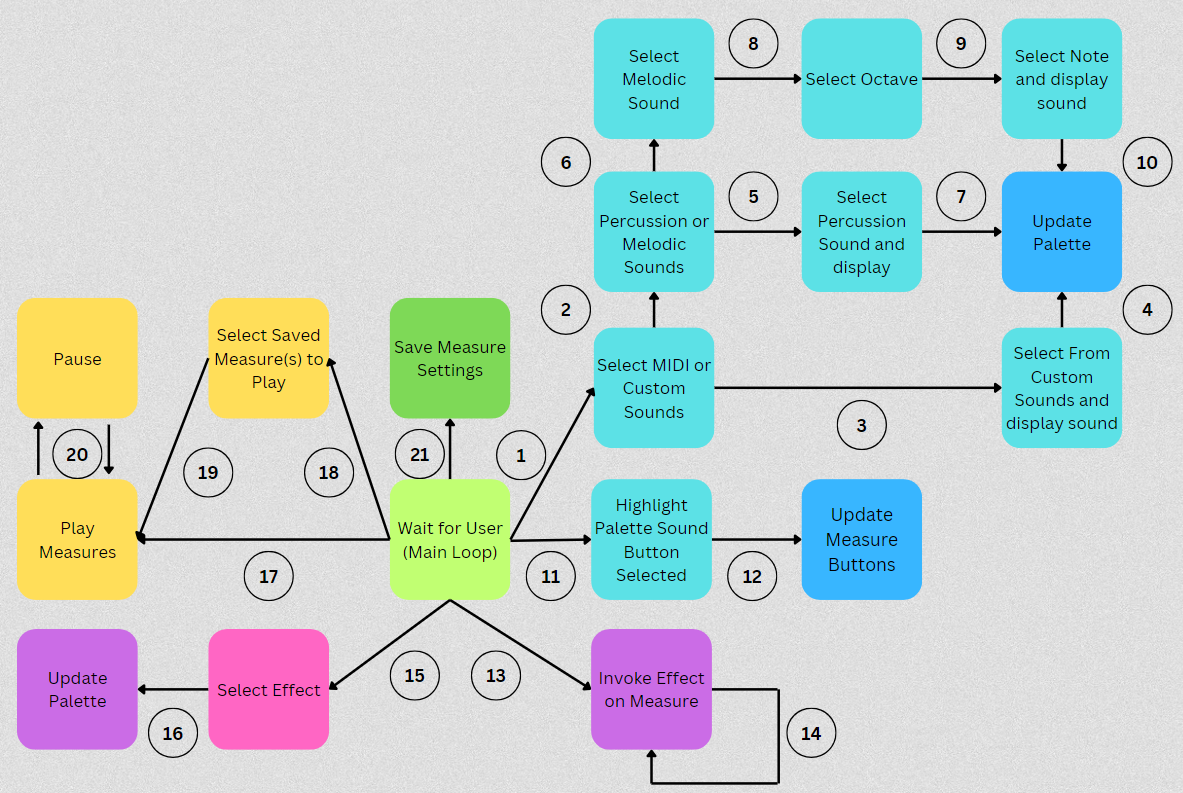 Select
Melodic
Sound
8
Select Octave
9
Select Note
and display
sound
6
10
Select
Percussion or
Melodic
Sounds
5
Select
Percussion
Sound and
display
7
Update
Palette
2
4
Select MIDI or
Custom
Sounds
3
Select From
Custom
Sounds and
display sound
Pause
Select Saved
Measure(s) to
Play
Save Measure
Settings
20
19
18
21
1
Play
Measures
17
Wait for User
(Main Loop)
11
Highlight
Palette Sound
Button
Selected
12
Update
Measure
Buttons
Update
Palette
16
Select Effect
15
13
Invoke Effect
on Measure
14